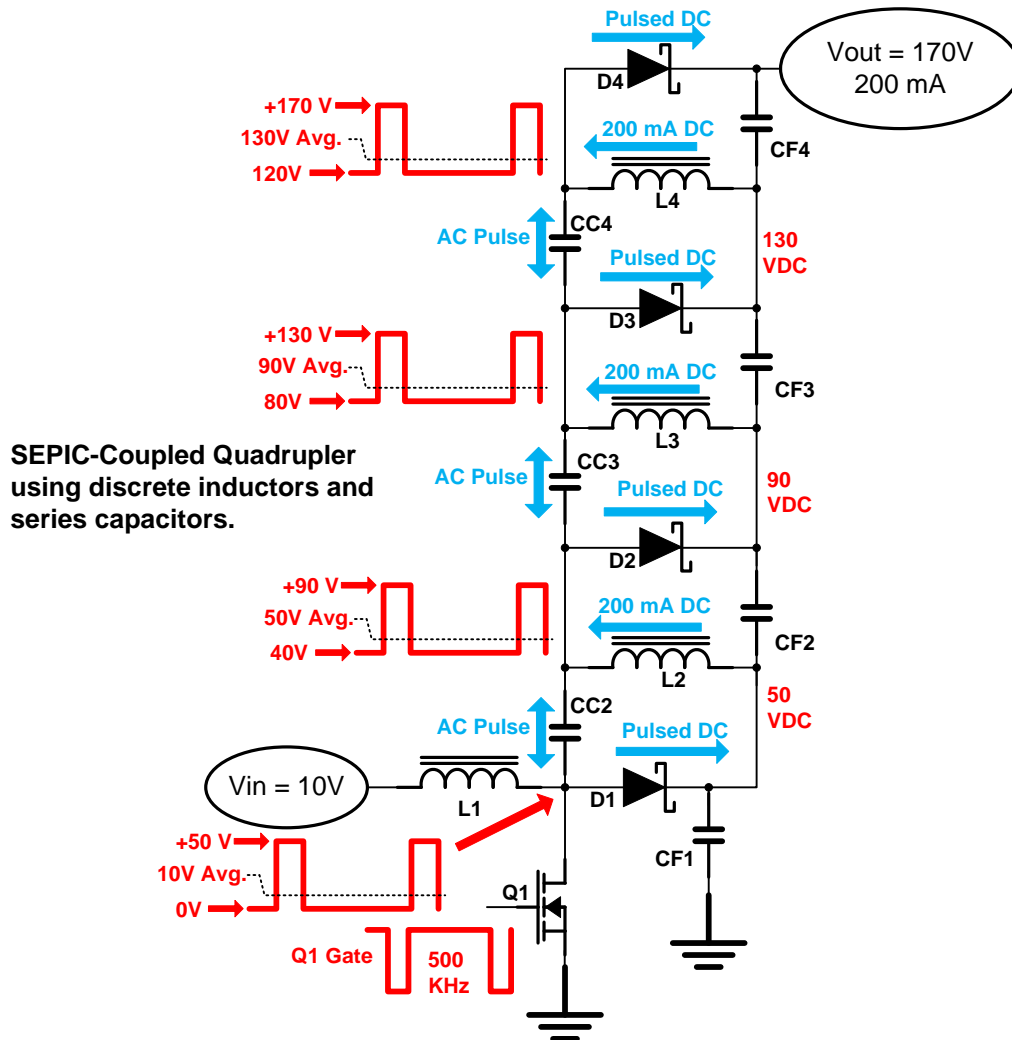 Pulsed DC
Vout = 170V
200 mA
D4
+170 V
130V Avg.
120V
200 mA DC
CF4
L4
CC4
AC Pulse
130
VDC
Pulsed DC
D3
+130 V
90V Avg.
80V
200 mA DC
CF3
L3
SEPIC-Coupled Quadrupler
using discrete inductors and
series capacitors.
CC3
AC Pulse
Pulsed DC
90
VDC
D2
+90 V
50V Avg.
40V
200 mA DC
CF2
L2
CC2
AC Pulse
50
VDC
Pulsed DC
Vin = 10V
L1
D1
+50 V
10V Avg.
0V
CF1
Q1
Q1 Gate
500
KHz